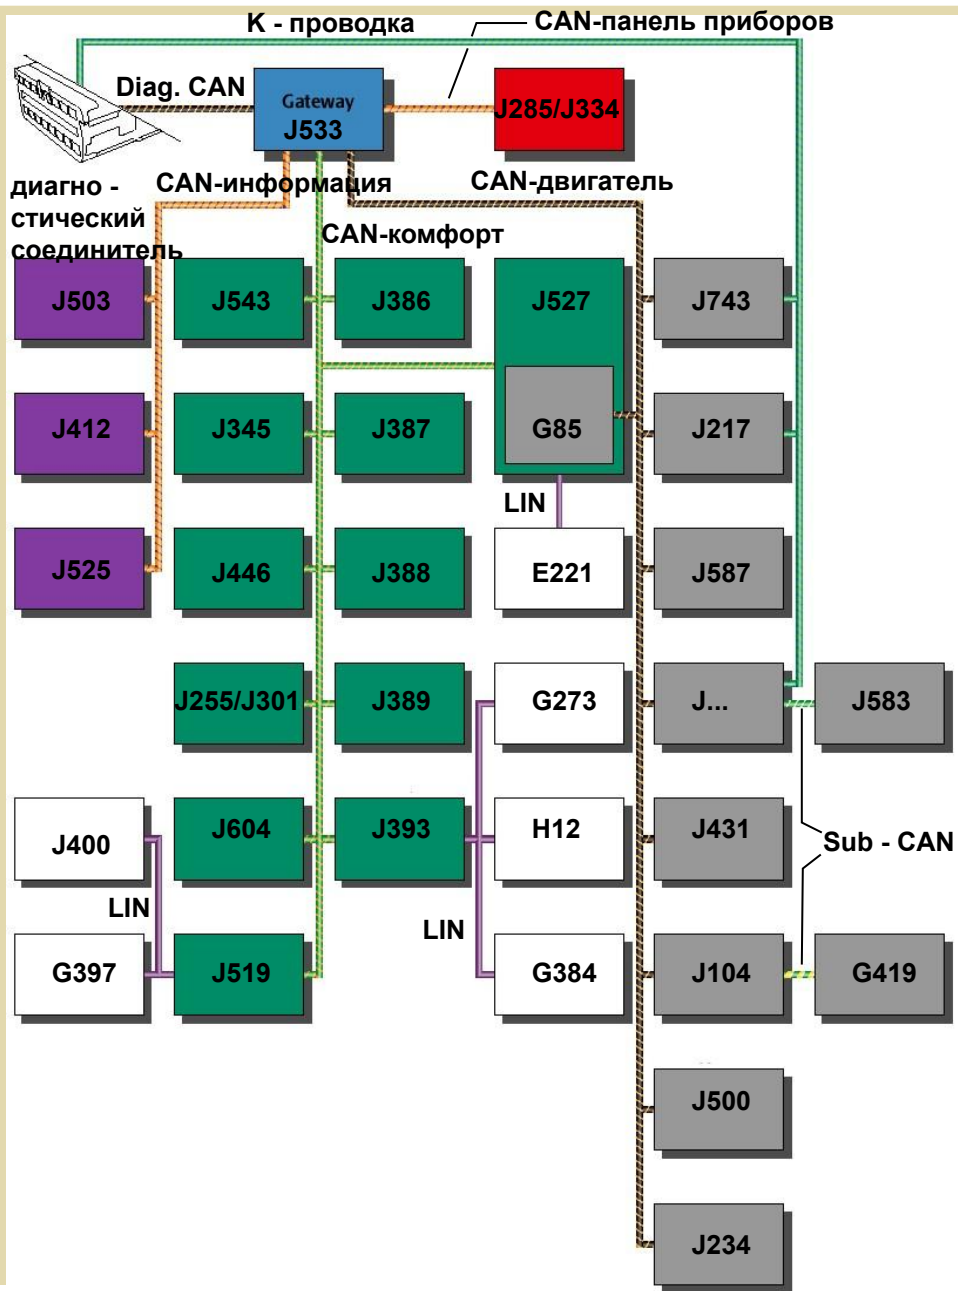 K - проводка
CAN-панель приборов
Diag. CAN
Gateway
J533
J285/J334
диагно -
стический
соединитель
CAN-информация
CAN-двигатель
CAN-комфорт
J503
J543
J386
J527
J743
J412
J345
J387
G85
J217
LIN
J525
J446
J388
E221
J587
J255/J301
J389
G273
J...
J583
J400
J604
J393
H12
J431
Sub - CAN
LIN
LIN
G397
J519
G384
J104
G419
J500
J234